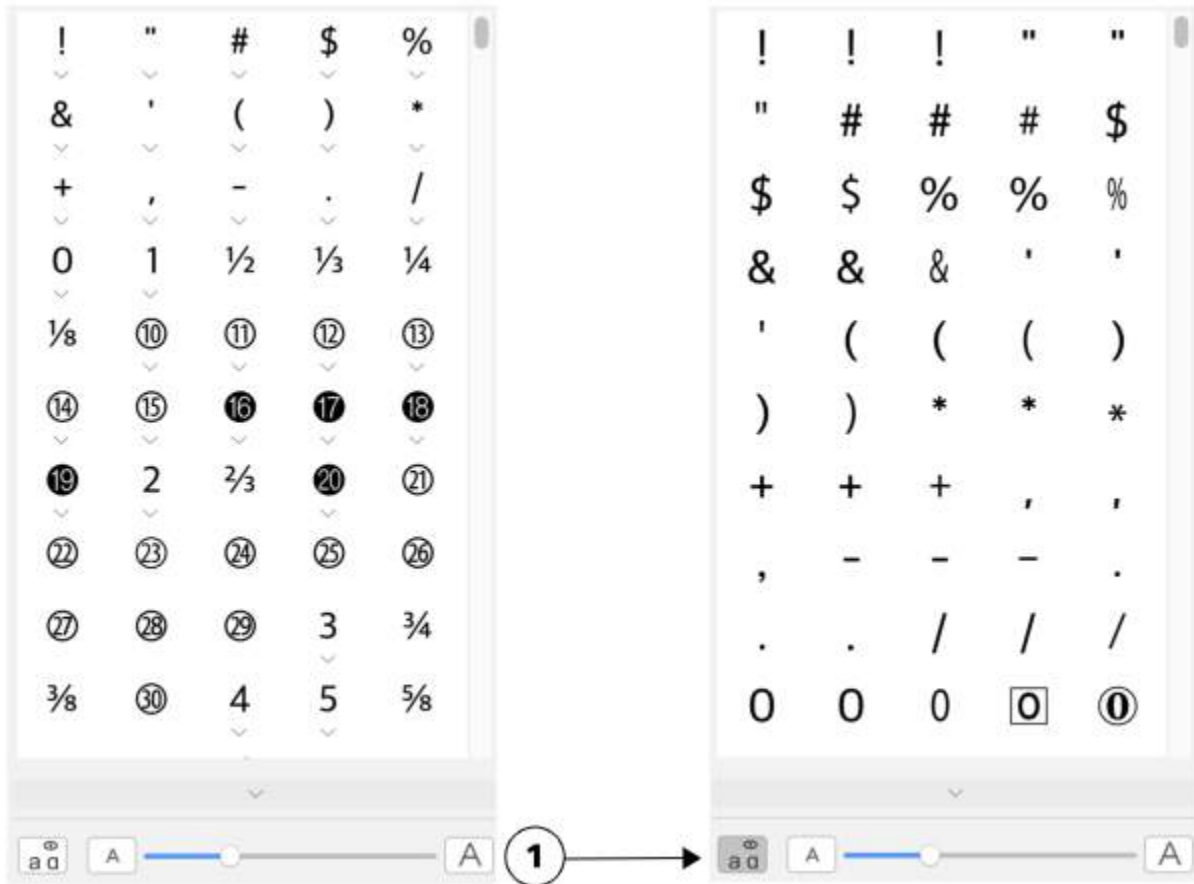 ! " # $ %
& ' ( ) *
+ , - . /
0 1 ½ ⅓ ¼
⅛ ⑩ ⑪ ⑫ ⑬
⑭ ⑮ ⓰ ⓱ ⓲
⓳ 2 ⅔ ⓴ ㉑
㉒ ㉓ ㉔ ㉕ ㉖
㉗ ㉘ ㉙ 3 ¾
⅜ ㉚ 4 5 ⅝
a a A A
1
! ! ! " "
" # # # $
$ $ % % %
& & & ' '
' ( ( ( )
) ) * * *
+ + + , ,
, - - - .
. . / / /
0 0 0 0 0
a a A A